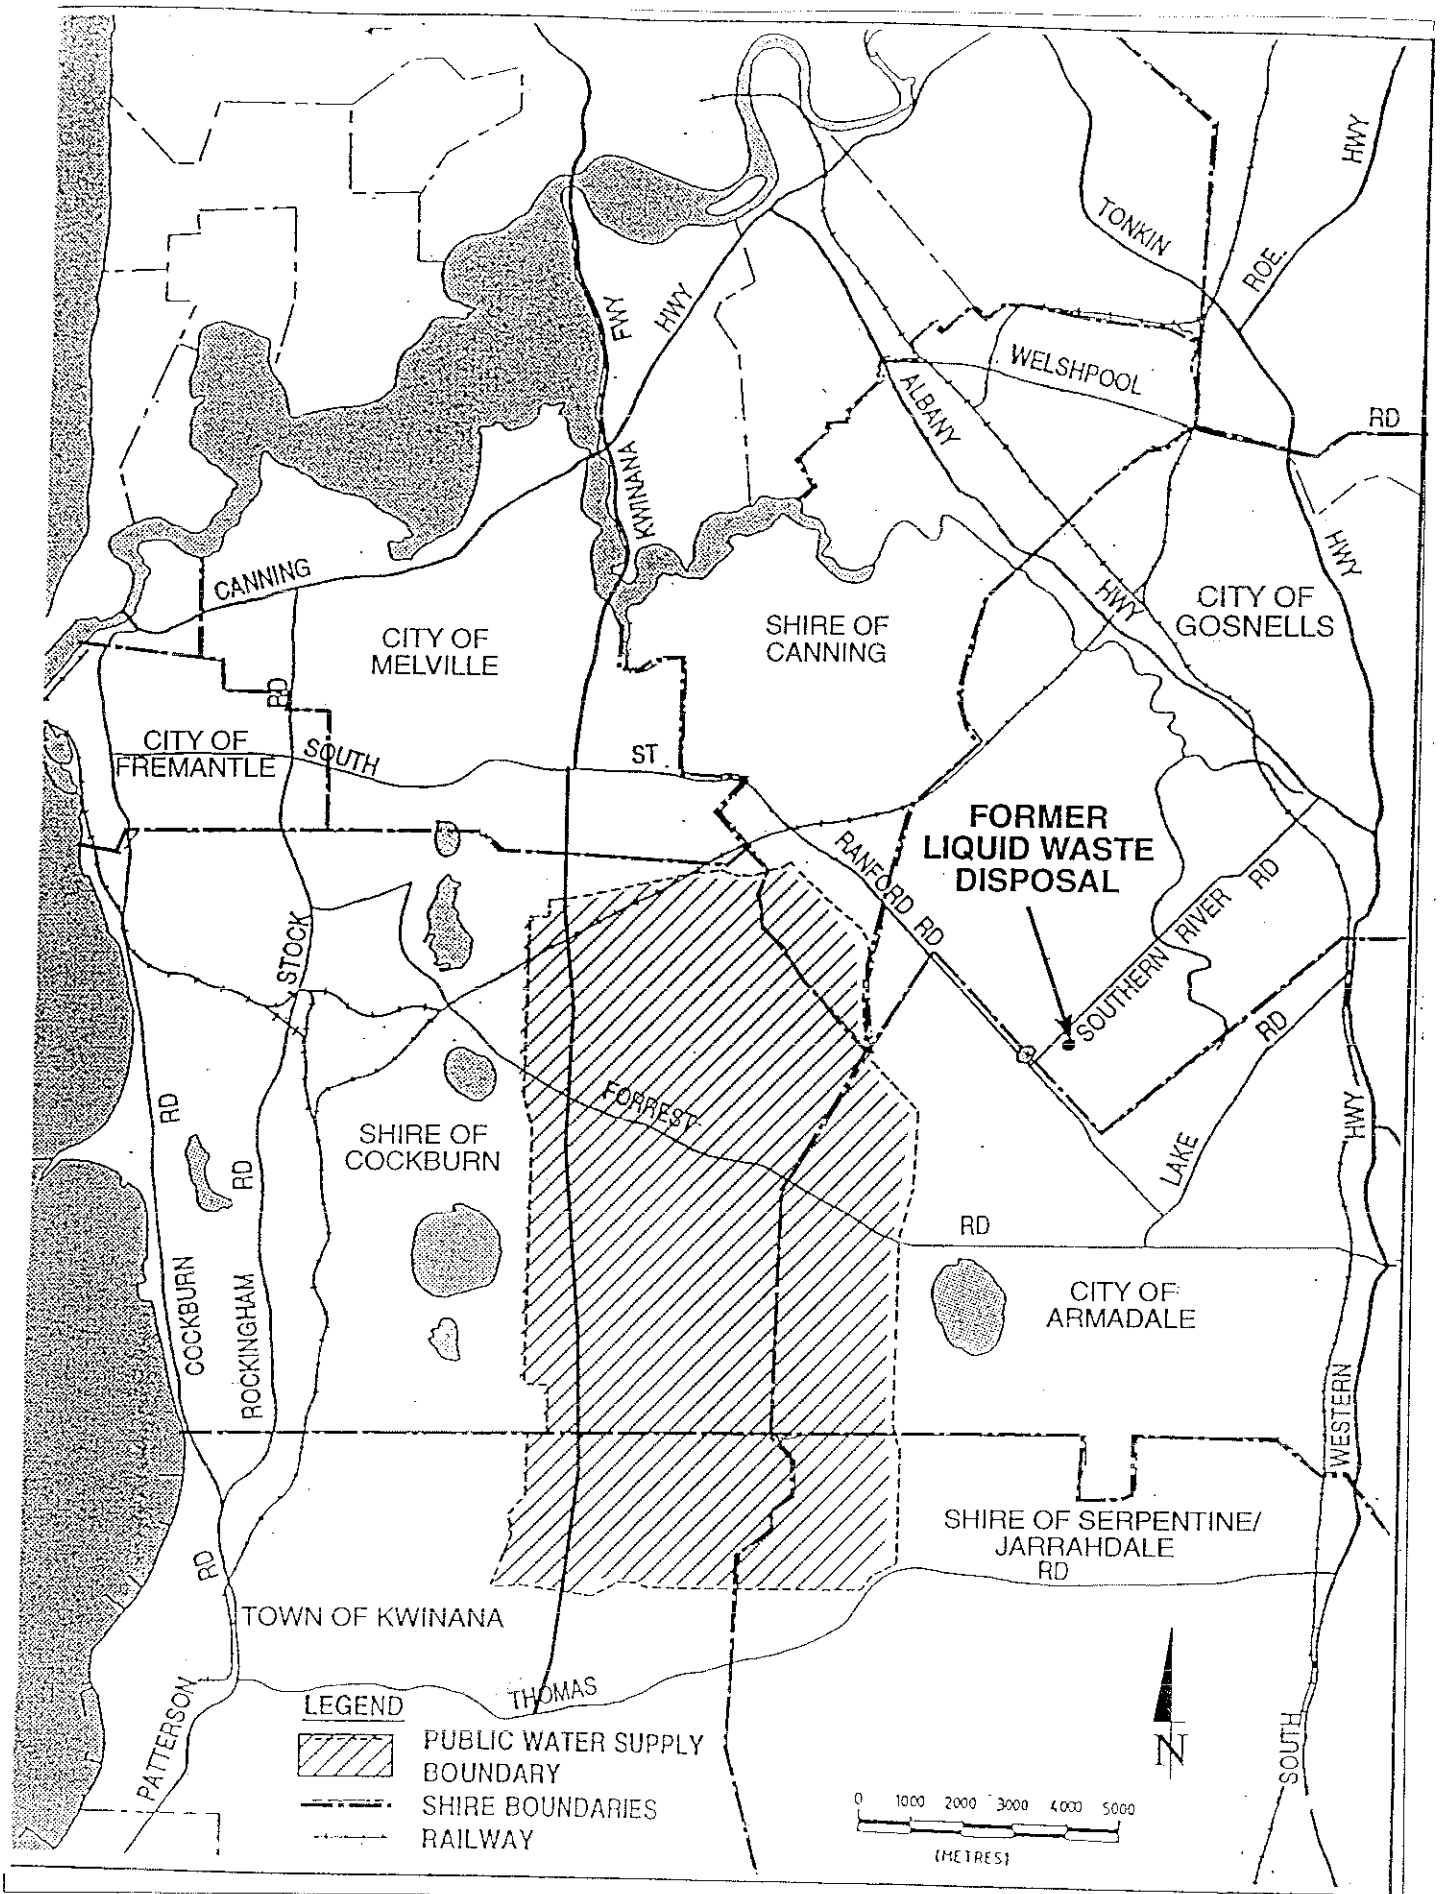 TONKIN
HWY
ROE
FWY
HWY
WELSHPOOL
RD
ALBANY
KWINANA
HWY
CANNING
HWY
CITY OF
GOSNELLS
CITY OF
MELVILLE
SHIRE OF
CANNING
RD
CITY OF
FREMANTLE
SOUTH
ST
FORMER
LIQUID WASTE
DISPOSAL
RANFORD RD
SOUTHERN RIVER RD
STOCK
RD
RD
FORREST
HWY
SHIRE OF
COCKBURN
RD
LAKE
RD
COCKBURN
ROCKINGHAM
CITY OF
ARMADALE
WESTERN
SHIRE OF SERPENTINE/
JARRAHDALE
RD
RD
TOWN OF KWINANA
THOMAS
PATTERSON
SOUTH
N
LEGEND
PUBLIC WATER SUPPLY
BOUNDARY
SHIRE BOUNDARIES
RAILWAY
0 1000 2000 3000 4000 5000
(METRES)